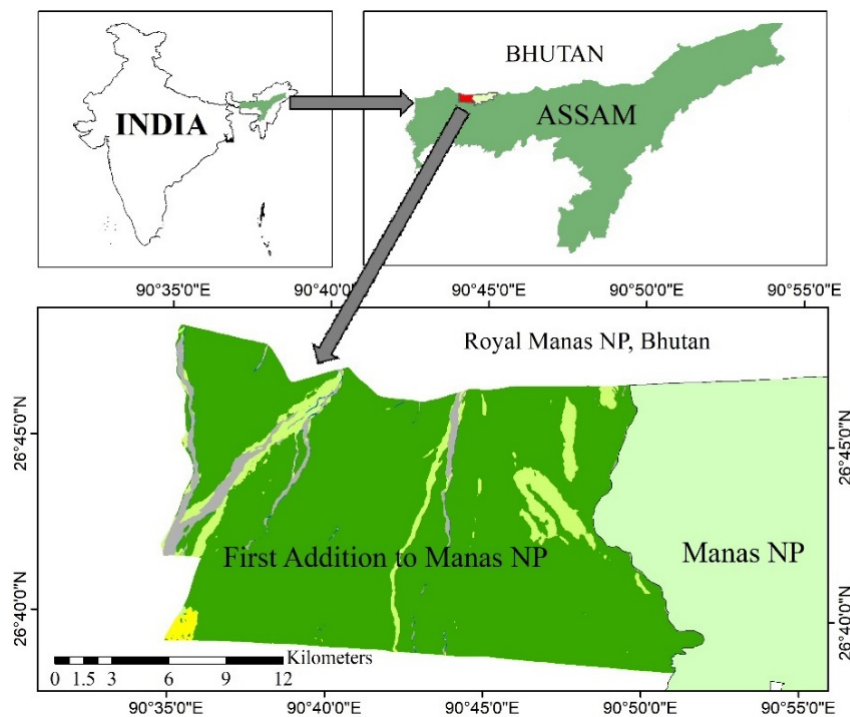 INDIA
BHUTAN
ASSAM
90°35'0"E 90°40'0"E 90°45'0"E 90°50'0"E 90°55'0"E
Royal Manas NP, Bhutan
26°45'0"N
26°45'0"N
First Addition to Manas NP
Manas NP
26°40'0"N
26°40'0"N
Kilometers
0 1.5 3 6 9 12
90°35'0"E 90°40'0"E 90°45'0"E 90°50'0"E 90°55'0"E